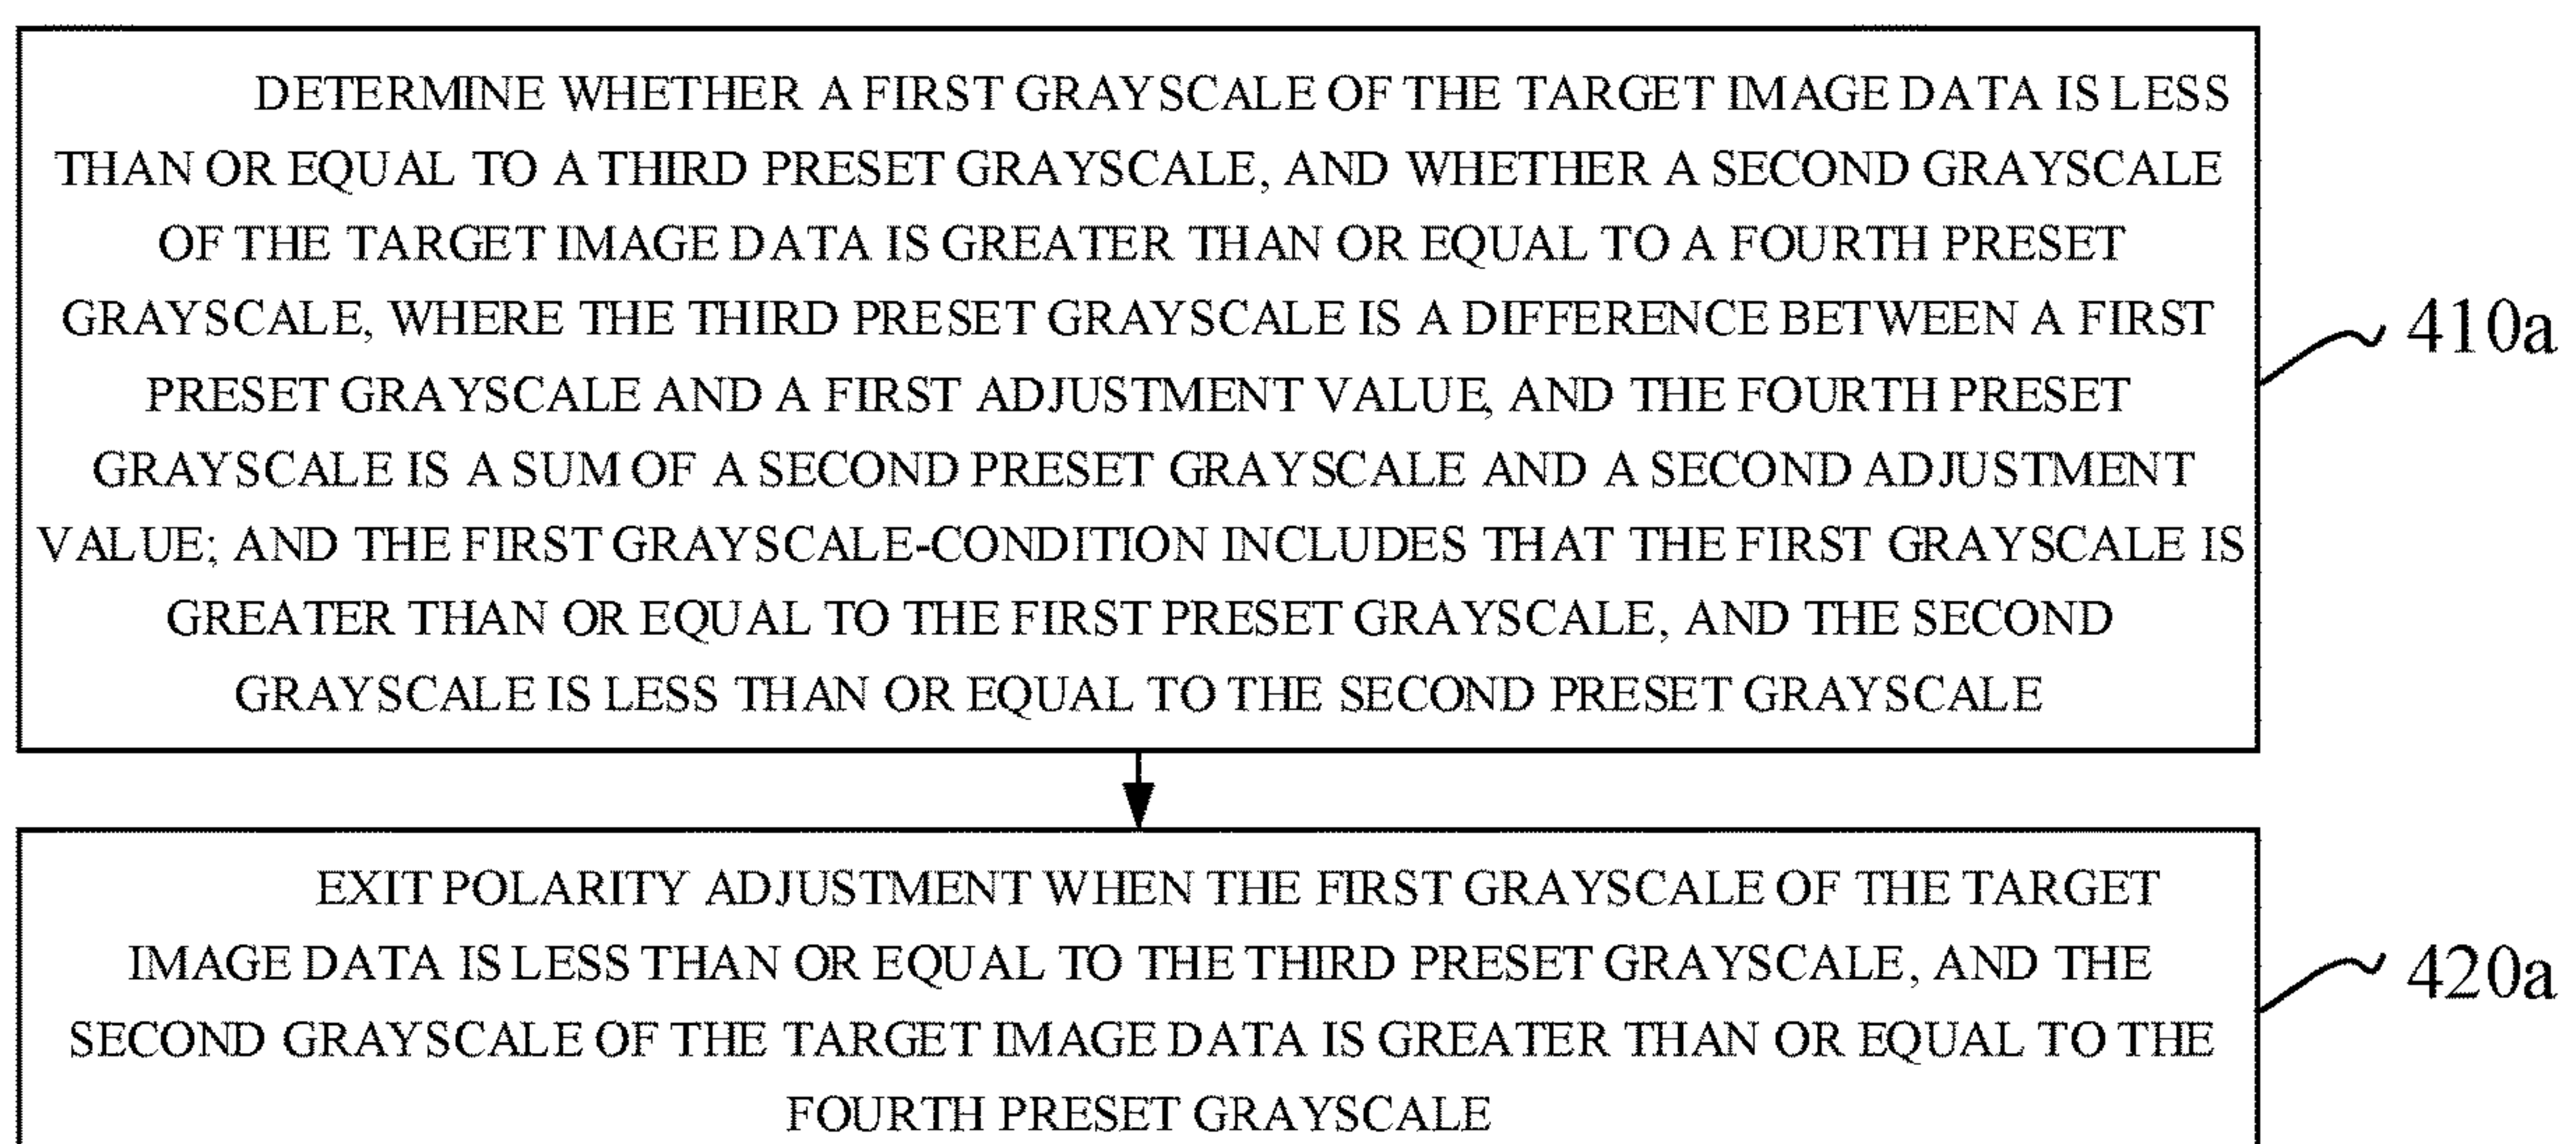 DETERMINE WHETHER A FIRST GRAYSCALE OF THE TARGET IMAGE DATA IS LESS
THAN OR EQUAL TO A THIRD PRESET GRAYSCALE, AND WHETHER A SECOND GRAYSCALE
OF THE TARGET IMAGE DATA IS GREATER THAN OR EQUAL TO A FOURTH PRESET
GRAYSCALE, WHERE THE THIRD PRESET GRAYSCALE IS A DIFFERENCE BETWEEN A FIRST
PRESET GRAYSCALE AND A FIRST ADJUSTMENT VALUE, AND THE FOURTH PRESET
GRAYSCALE IS A SUM OF A SECOND PRESET GRAYSCALE AND A SECOND ADJUSTMENT
VALUE; AND THE FIRST GRAYSCALE-CONDITION INCLUDES THAT THE FIRST GRAYSCALE IS
GREATER THAN OR EQUAL TO THE FIRST PRESET GRAYSCALE, AND THE SECOND
GRAYSCALE IS LESS THAN OR EQUAL TO THE SECOND PRESET GRAYSCALE
410a
EXIT POLARITY ADJUSTMENT WHEN THE FIRST GRAYSCALE OF THE TARGET
IMAGE DATA IS LESS THAN OR EQUAL TO THE THIRD PRESET GRAYSCALE, AND THE
SECOND GRAYSCALE OF THE TARGET IMAGE DATA IS GREATER THAN OR EQUAL TO THE
FOURTH PRESET GRAYSCALE
420a